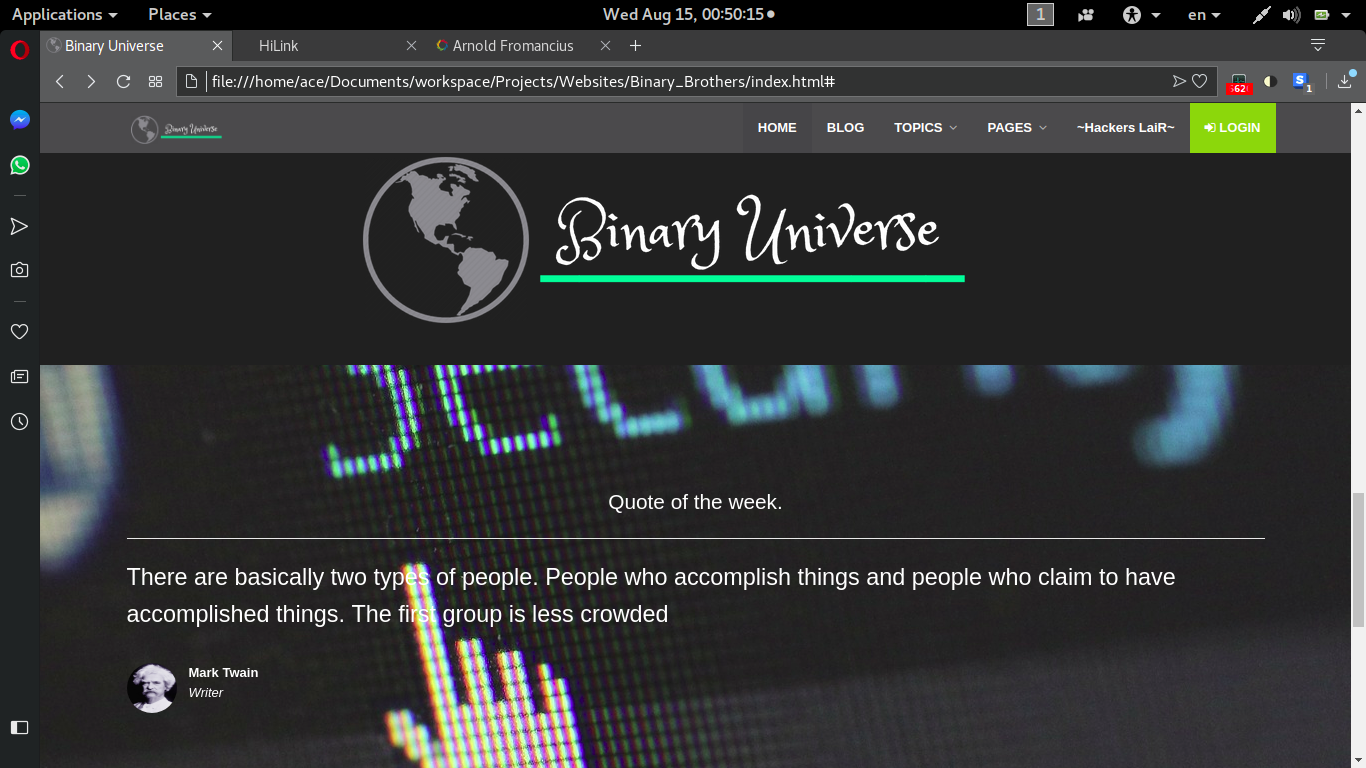 Applications Places Wed Aug 15, 00:50:15 1 en
Binary Universe HiLink Arnold Fromancius
file:///home/ace/Documents/workspace/Projects/Websites/Binary_Brothers/index.html#
1
Binary Universe HOME BLOG TOPICS PAGES ~Hackers LaiR~ LOGIN
Binary Universe
Quote of the week.
There are basically two types of people. People who accomplish things and people who claim to have
accomplished things. The first group is less crowded
Mark Twain
Writer